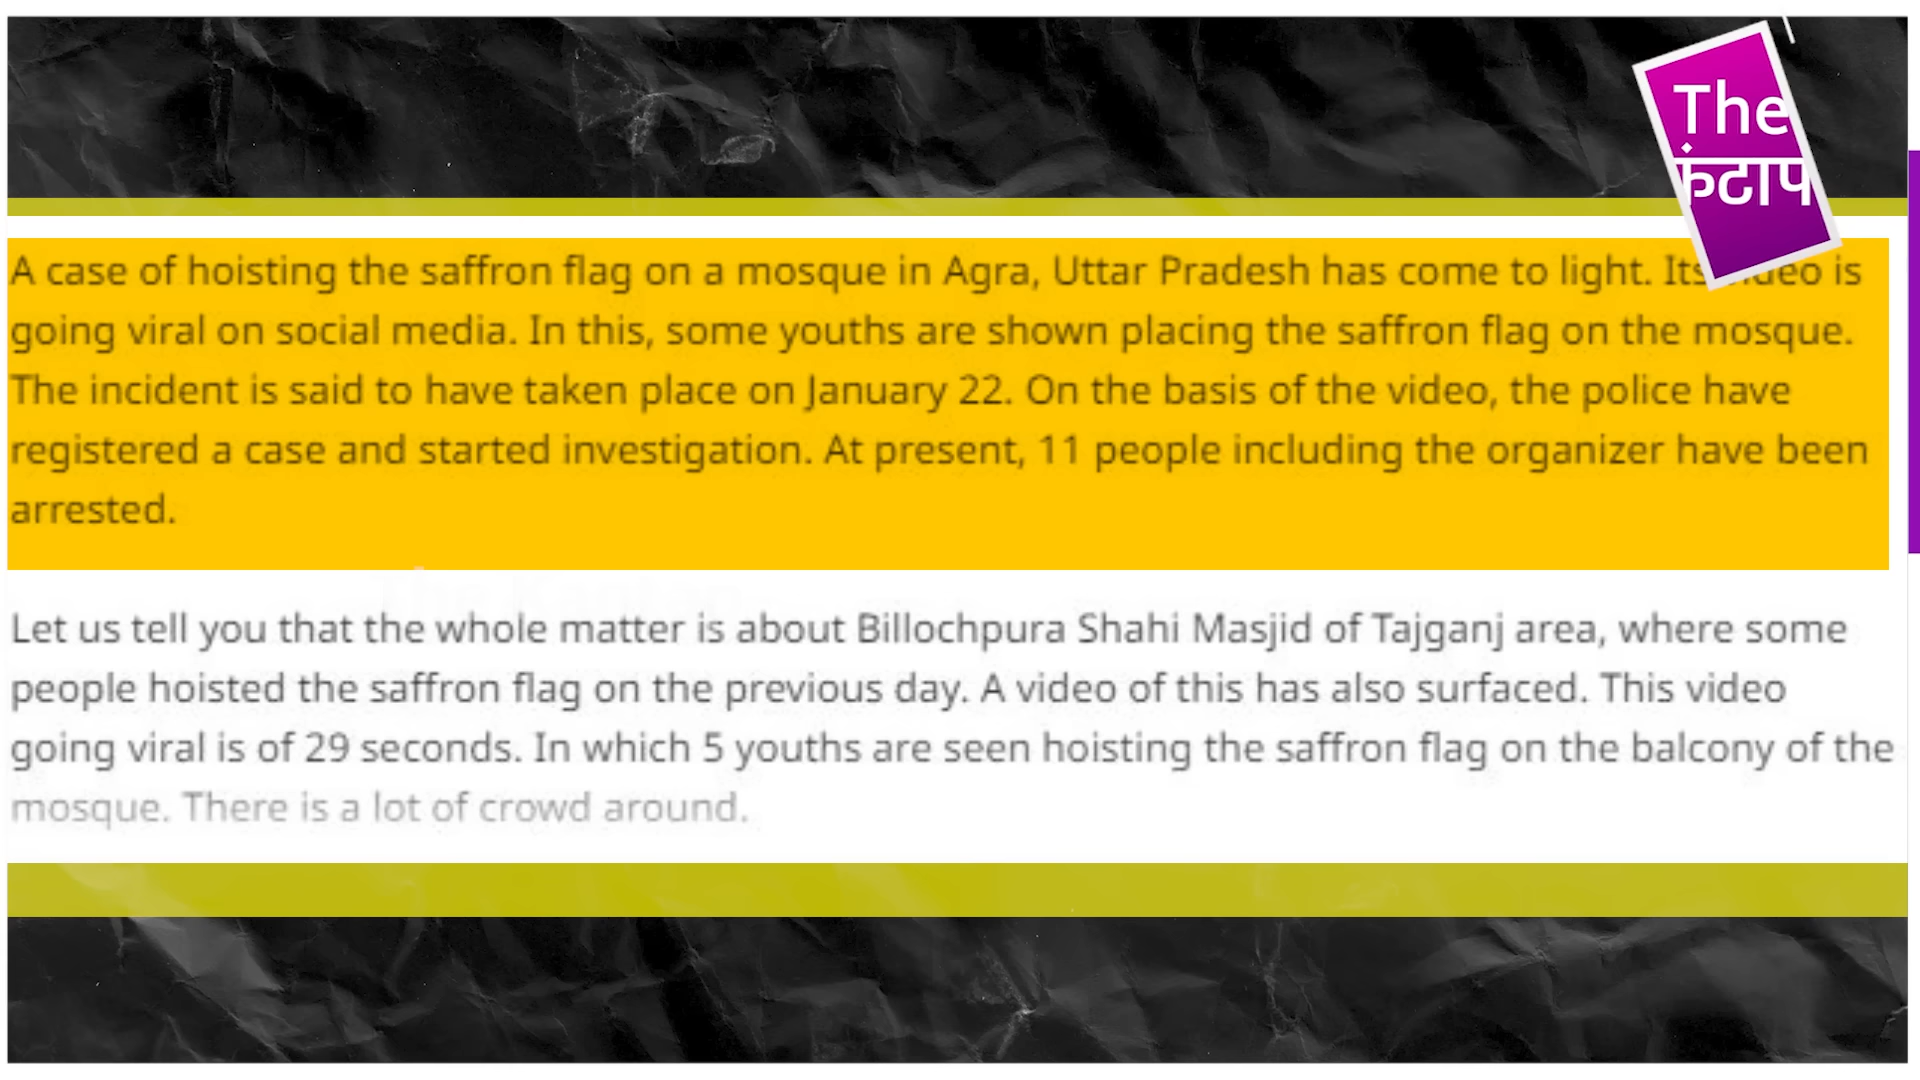 The
कंटाप
A case of hoisting the saffron flag on a mosque in Agra, Uttar Pradesh has come to light. Its video is
going viral on social media. In this, some youths are shown placing the saffron flag on the mosque.
The incident is said to have taken place on January 22. On the basis of the video, the police have
registered a case and started investigation. At present, 11 people including the organizer have been
arrested.
Let us tell you that the whole matter is about Billochpura Shahi Masjid of Tajganj area, where some
people hoisted the saffron flag on the previous day. A video of this has also surfaced. This video
going viral is of 29 seconds. In which 5 youths are seen hoisting the saffron flag on the balcony of the
mosque. There is a lot of crowd around.